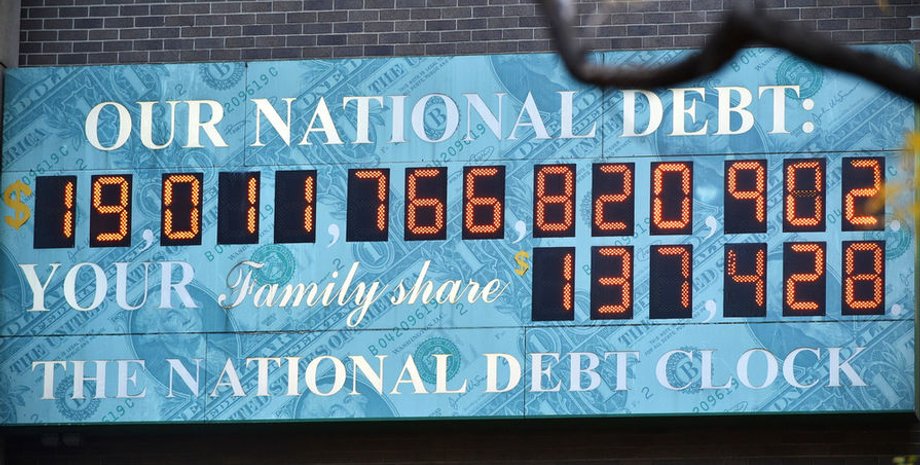 OUR NATIONAL DEBT:
$19,011,766,820,902
YOUR Family share $137,428
THE NATIONAL DEBT CLOCK